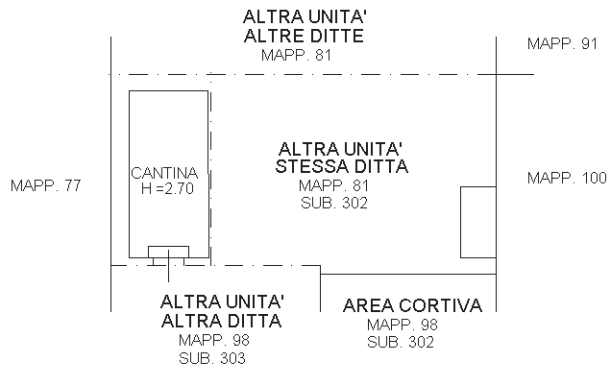 ALTRA UNITA'
ALTRE DITTE
MAPP. 81
MAPP. 91
MAPP. 77
CANTINA
H =2.70
ALTRA UNITA'
STESSA DITTA
MAPP. 81
SUB. 302
MAPP. 100
ALTRA UNITA'
ALTRA DITTA
MAPP. 98
SUB. 303
AREA CORTIVA
MAPP. 98
SUB. 302